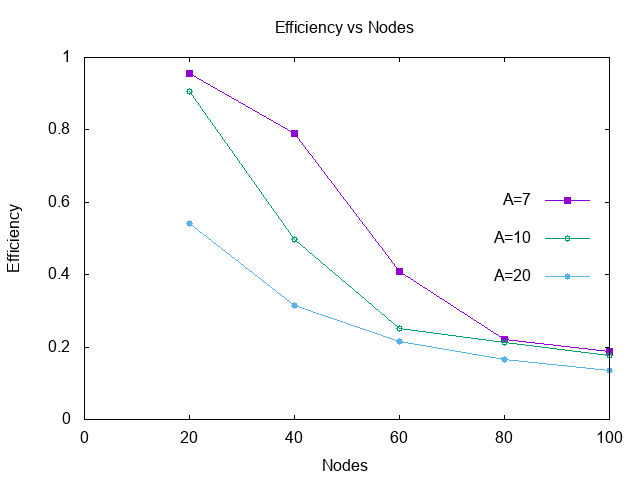 Efficiency vs Nodes
1
0.8
0.6
0.4
0.2
0
Efficiency
A=7
A=10
A=20
0 20 40 60 80 100
Nodes